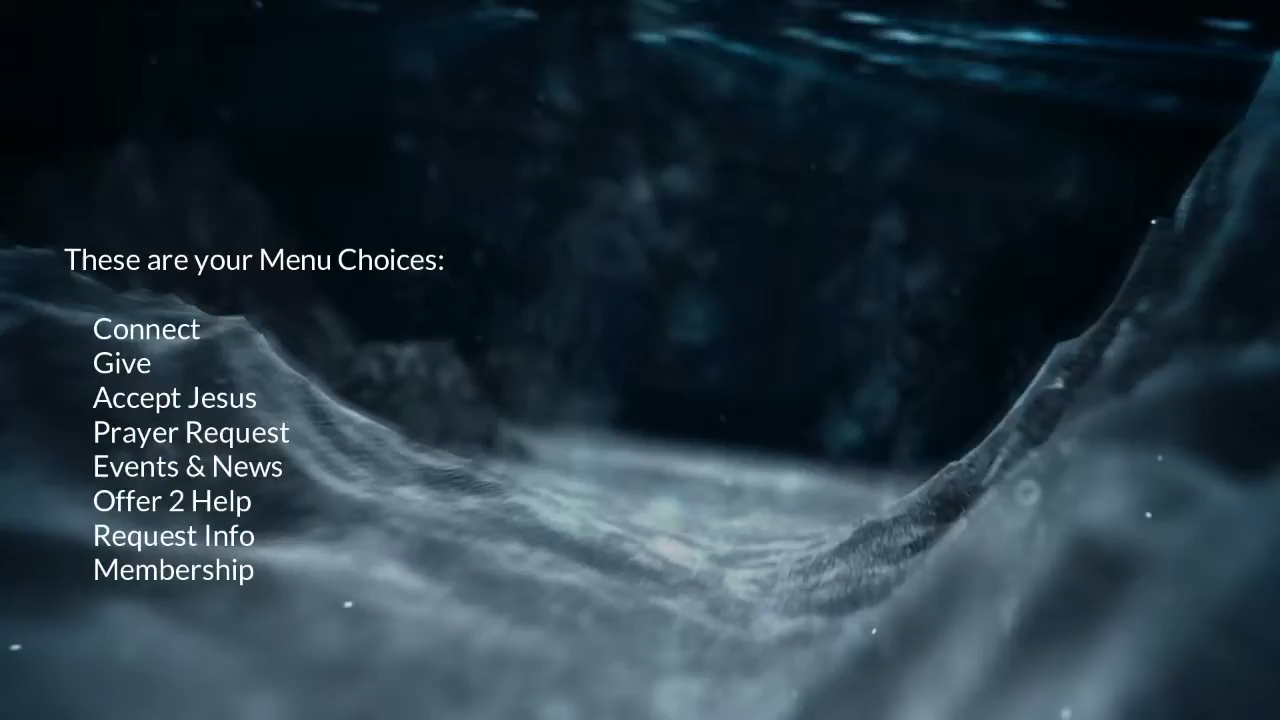 These are your Menu Choices:
Connect
Give
Accept Jesus
Prayer Request
Events & News
Offer 2 Help
Request Info
Membership